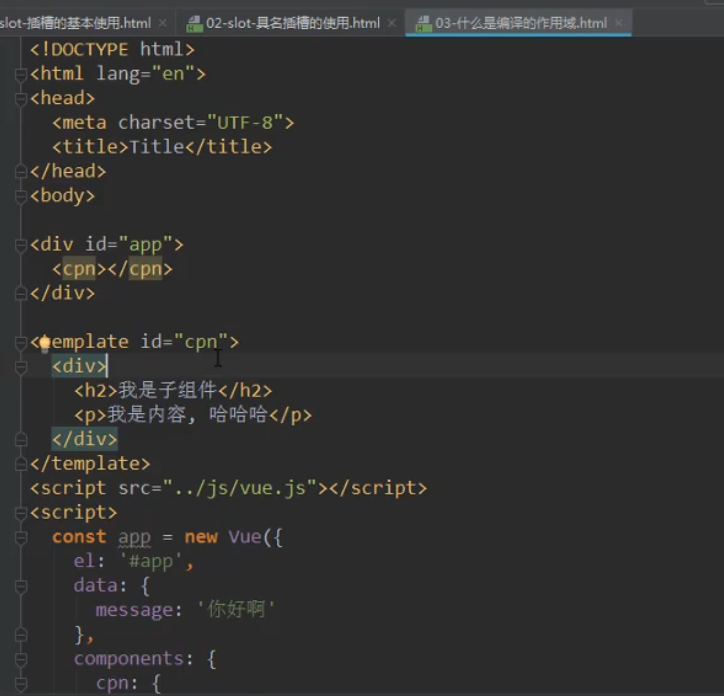 slot-插槽的基本使用.html × 02-slot-具名插槽的使用.html × 03-什么是编译的作用域.html ×
<!DOCTYPE html>
<html lang="en">
<head>
<meta charset="UTF-8">
<title>Title</title>
</head>
<body>
<div id="app">
<cpn></cpn>
</div>
<template id="cpn">
<div>
<h2>我是子组件</h2>
<p>我是内容, 哈哈哈</p>
</div>
</template>
<script src="../js/vue.js"></script>
<script>
const app = new Vue({
el: '#app',
data: {
message: '你好啊'
},
components: {
cpn: {